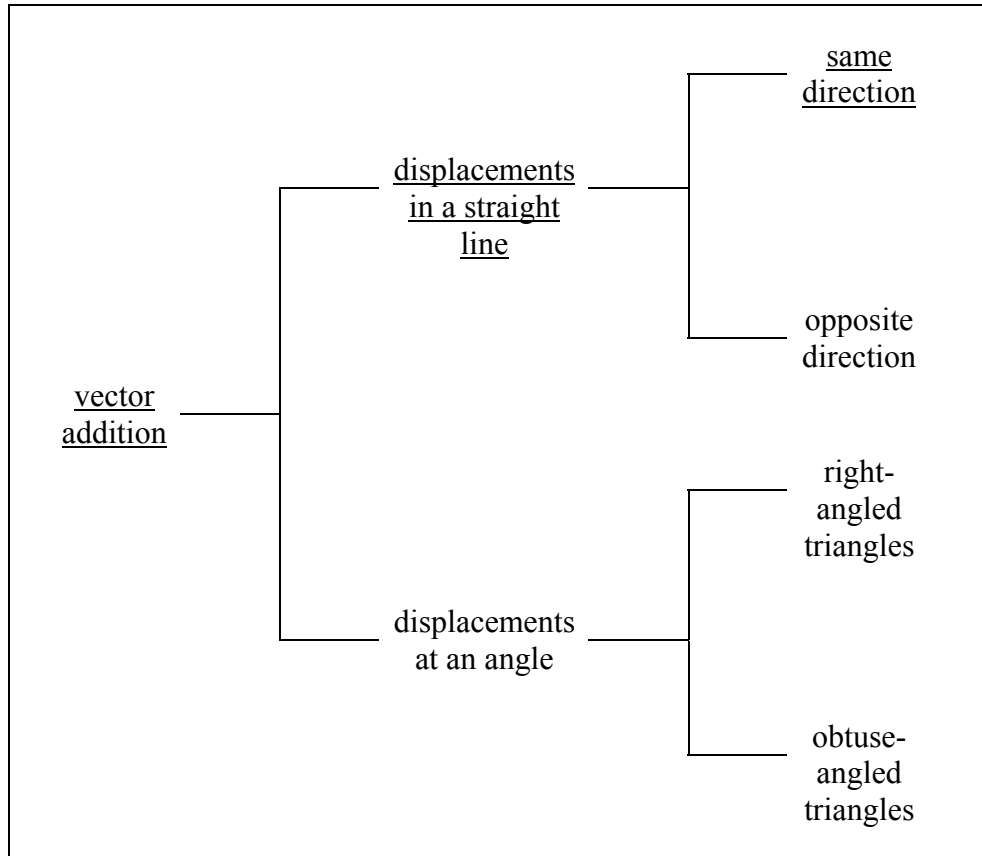 same
direction
displacements
in a straight
line
opposite
direction
vector
addition
right-
angled
triangles
displacements
at an angle
obtuse-
angled
triangles